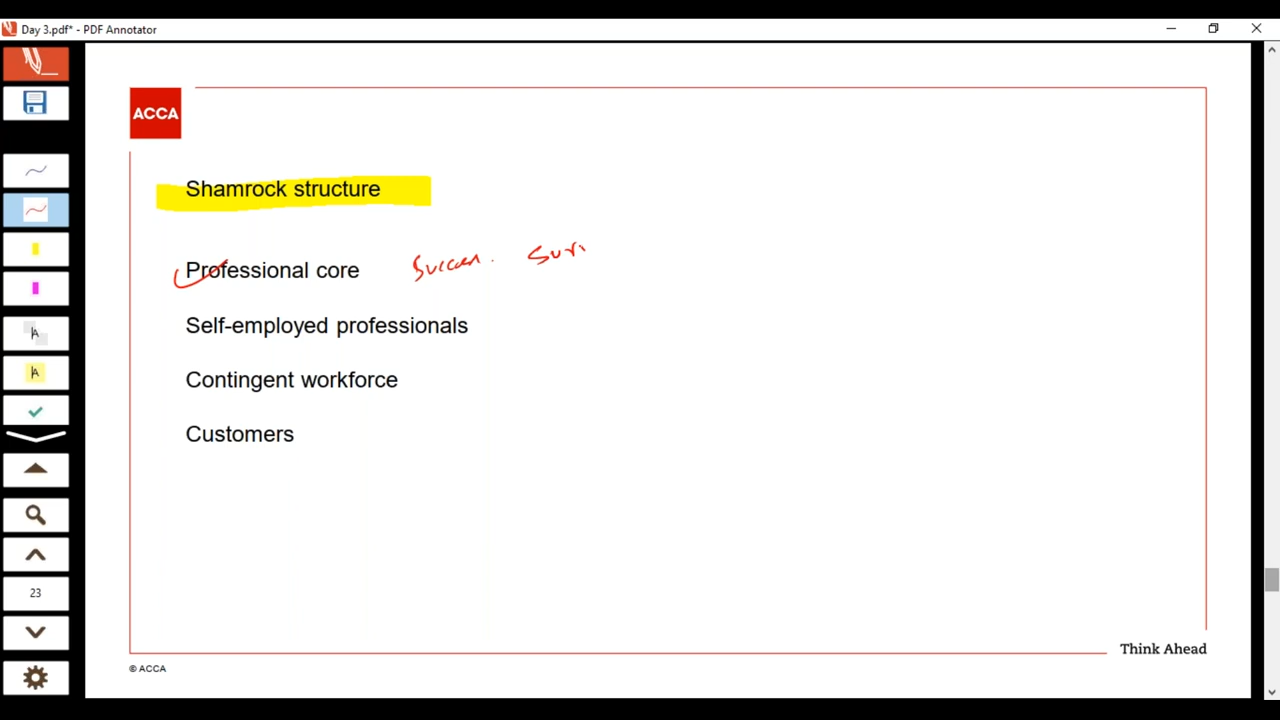 Day 3.pdf* - PDF Annotator
ACCA
Shamrock structure
Professional core
Self-employed professionals
Contingent workforce
Customers
23
Think Ahead
© ACCA